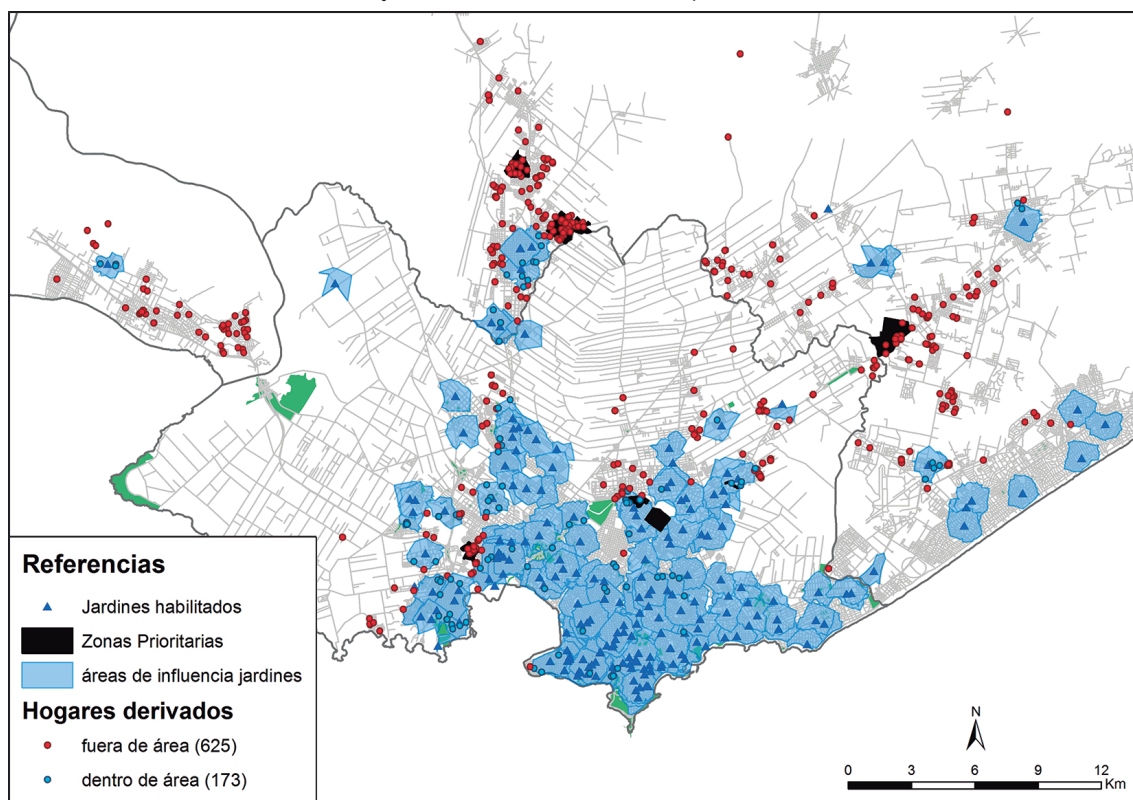 Referencias
Jardines habilitados
Zonas Prioritarias
áreas de influencia jardines
Hogares derivados
fuera de área (625)
dentro de área (173)
N
0 3 6 9 12
Km